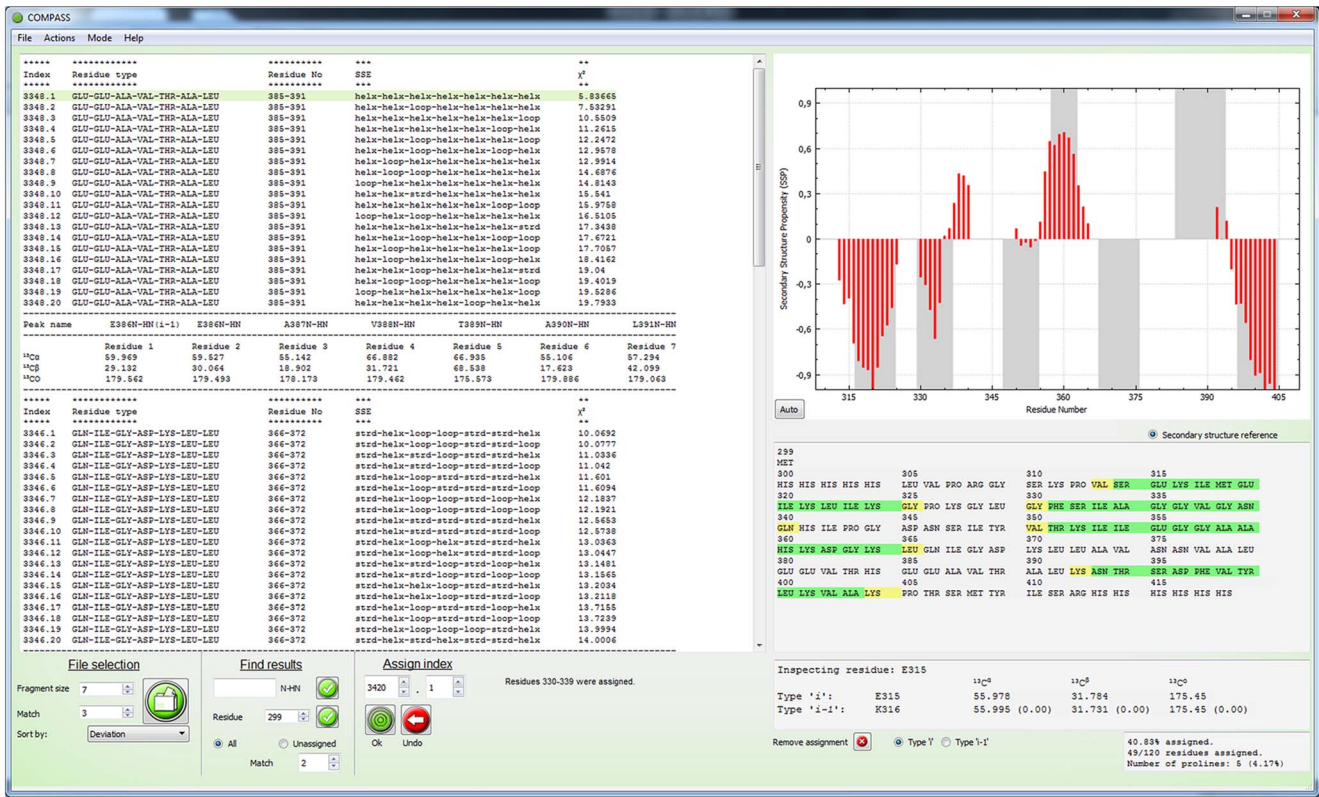 COMPASS
File Actions Mode Help
***** ************ ********** *** **
Index Residue type Residue No SSE χ²
***** ************ ********** *** **
3348.1 GLU-GLU-ALA-VAL-THR-ALA-LEU 385-391 helx-helx-helx-helx-helx-helx-helx 5.83665
3348.2 GLU-GLU-ALA-VAL-THR-ALA-LEU 385-391 helx-helx-loop-helx-helx-helx-helx 7.53291
3348.3 GLU-GLU-ALA-VAL-THR-ALA-LEU 385-391 helx-helx-helx-helx-helx-helx-loop 10.5509
3348.4 GLU-GLU-ALA-VAL-THR-ALA-LEU 385-391 helx-helx-helx-helx-helx-loop-helx 11.2615
3348.5 GLU-GLU-ALA-VAL-THR-ALA-LEU 385-391 helx-helx-loop-helx-helx-helx-loop 12.2472
3348.6 GLU-GLU-ALA-VAL-THR-ALA-LEU 385-391 helx-helx-loop-helx-helx-loop-helx 12.9578
3348.7 GLU-GLU-ALA-VAL-THR-ALA-LEU 385-391 helx-loop-helx-helx-helx-helx-helx 12.9914
3348.8 GLU-GLU-ALA-VAL-THR-ALA-LEU 385-391 helx-loop-loop-helx-helx-helx-helx 14.6876
3348.9 GLU-GLU-ALA-VAL-THR-ALA-LEU 385-391 loop-helx-helx-helx-helx-helx-helx 14.8143
3348.10 GLU-GLU-ALA-VAL-THR-ALA-LEU 385-391 helx-helx-strd-helx-helx-helx-helx 15.541
3348.11 GLU-GLU-ALA-VAL-THR-ALA-LEU 385-391 helx-helx-helx-helx-helx-loop-loop 15.9758
3348.12 GLU-GLU-ALA-VAL-THR-ALA-LEU 385-391 loop-helx-loop-helx-helx-helx-helx 16.5105
3348.13 GLU-GLU-ALA-VAL-THR-ALA-LEU 385-391 helx-helx-helx-helx-helx-helx-strd 17.3438
3348.14 GLU-GLU-ALA-VAL-THR-ALA-LEU 385-391 helx-helx-loop-helx-helx-loop-loop 17.6721
3348.15 GLU-GLU-ALA-VAL-THR-ALA-LEU 385-391 helx-loop-helx-helx-helx-helx-loop 17.7057
3348.16 GLU-GLU-ALA-VAL-THR-ALA-LEU 385-391 helx-loop-helx-helx-helx-loop-helx 18.4162
3348.17 GLU-GLU-ALA-VAL-THR-ALA-LEU 385-391 helx-helx-loop-helx-helx-helx-strd 19.04
3348.18 GLU-GLU-ALA-VAL-THR-ALA-LEU 385-391 helx-loop-loop-helx-helx-helx-loop 19.4019
3348.19 GLU-GLU-ALA-VAL-THR-ALA-LEU 385-391 loop-helx-helx-helx-helx-helx-loop 19.5286
3348.20 GLU-GLU-ALA-VAL-THR-ALA-LEU 385-391 helx-helx-helx-loop-helx-helx-helx 19.7933
Peak name E386N-HN(i-1) E386N-HN A387N-HN V388N-HN T389N-HN A390N-HN L391N-HN
Residue 1 Residue 2 Residue 3 Residue 4 Residue 5 Residue 6 Residue 7
¹³Cα 59.969 59.527 55.142 66.882 66.935 55.106 57.294
¹³Cβ 29.132 30.064 18.902 31.721 68.538 17.623 42.099
¹³CO 179.562 179.493 178.173 179.462 175.573 179.886 179.063
***** ************ ********** *** **
Index Residue type Residue No SSE χ²
***** ************ ********** *** **
3346.1 GLN-ILE-GLY-ASP-LYS-LEU-LEU 366-372 strd-helx-loop-loop-strd-strd-helx 10.0692
3346.2 GLN-ILE-GLY-ASP-LYS-LEU-LEU 366-372 strd-helx-loop-loop-strd-strd-loop 10.0777
3346.3 GLN-ILE-GLY-ASP-LYS-LEU-LEU 366-372 strd-helx-helx-loop-strd-strd-helx 11.0336
3346.4 GLN-ILE-GLY-ASP-LYS-LEU-LEU 366-372 strd-helx-helx-loop-strd-strd-loop 11.042
3346.5 GLN-ILE-GLY-ASP-LYS-LEU-LEU 366-372 strd-helx-strd-loop-strd-strd-helx 11.601
3346.6 GLN-ILE-GLY-ASP-LYS-LEU-LEU 366-372 strd-helx-strd-loop-strd-strd-loop 11.6094
3346.7 GLN-ILE-GLY-ASP-LYS-LEU-LEU 366-372 strd-helx-loop-helx-strd-strd-helx 12.1837
3346.8 GLN-ILE-GLY-ASP-LYS-LEU-LEU 366-372 strd-helx-loop-helx-strd-strd-loop 12.1921
3346.9 GLN-ILE-GLY-ASP-LYS-LEU-LEU 366-372 strd-helx-loop-strd-strd-strd-helx 12.5653
3346.10 GLN-ILE-GLY-ASP-LYS-LEU-LEU 366-372 strd-helx-loop-strd-strd-strd-loop 12.5738
3346.11 GLN-ILE-GLY-ASP-LYS-LEU-LEU 366-372 strd-helx-loop-loop-loop-strd-helx 13.0363
3346.12 GLN-ILE-GLY-ASP-LYS-LEU-LEU 366-372 strd-helx-loop-loop-loop-strd-loop 13.0447
3346.13 GLN-ILE-GLY-ASP-LYS-LEU-LEU 366-372 strd-helx-helx-helx-strd-strd-helx 13.1481
3346.14 GLN-ILE-GLY-ASP-LYS-LEU-LEU 366-372 strd-helx-helx-helx-strd-strd-loop 13.1565
3346.15 GLN-ILE-GLY-ASP-LYS-LEU-LEU 366-372 strd-helx-loop-loop-helx-strd-helx 13.2034
3346.16 GLN-ILE-GLY-ASP-LYS-LEU-LEU 366-372 strd-helx-loop-loop-helx-strd-loop 13.2118
3346.17 GLN-ILE-GLY-ASP-LYS-LEU-LEU 366-372 strd-helx-strd-helx-strd-strd-helx 13.7155
3346.18 GLN-ILE-GLY-ASP-LYS-LEU-LEU 366-372 strd-helx-strd-helx-strd-strd-loop 13.7239
3346.19 GLN-ILE-GLY-ASP-LYS-LEU-LEU 366-372 strd-helx-loop-loop-strd-strd-strd 13.9994
3346.20 GLN-ILE-GLY-ASP-LYS-LEU-LEU 366-372 strd-helx-helx-loop-loop-strd-helx 14.0006
File selection
Fragment size 7
Match 3
Sort by: Deviation
Find results
N-HN
Residue 299
All Unassigned
Match 2
Assign index
3420 . 1
Ok Undo
Residues 330-339 were assigned.
Secondary Structure Propensity (SSP)
0,9
0,6
0,3
0
-0,3
-0,6
-0,9
315 330 345 360 375 390 405
Residue Number
Auto
Secondary structure reference
299
MET
300 305 310 315
HIS HIS HIS HIS HIS LEU VAL PRO ARG GLY SER LYS PRO VAL SER GLU LYS ILE MET GLU
320 325 330 335
ILE LYS LEU ILE LYS GLY PRO LYS GLY LEU GLY PHE SER ILE ALA GLY GLY VAL GLY ASN
340 345 350 355
GLN HIS ILE PRO GLY ASP ASN SER ILE TYR VAL THR LYS ILE ILE GLU GLY GLY ALA ALA
360 365 370 375
HIS LYS ASP GLY LYS LEU GLN ILE GLY ASP LYS LEU LEU ALA VAL ASN ASN VAL ALA LEU
380 385 390 395
GLU GLU VAL THR HIS GLU GLU ALA VAL THR ALA LEU LYS ASN THR SER ASP PHE VAL TYR
400 405 410 415
LEU LYS VAL ALA LYS PRO THR SER MET TYR ILE SER ARG HIS HIS HIS HIS HIS HIS
Inspecting residue: E315
¹³Cᵅ ¹³Cᵝ ¹³Cᵒ
Type 'i': E315 55.978 31.784 175.45
Type 'i-1': K316 55.995 (0.00) 31.731 (0.00) 175.45 (0.00)
Remove assignment Type 'i' Type 'i-1'
40.83% assigned.
49/120 residues assigned.
Number of prolines: 5 (4.17%)